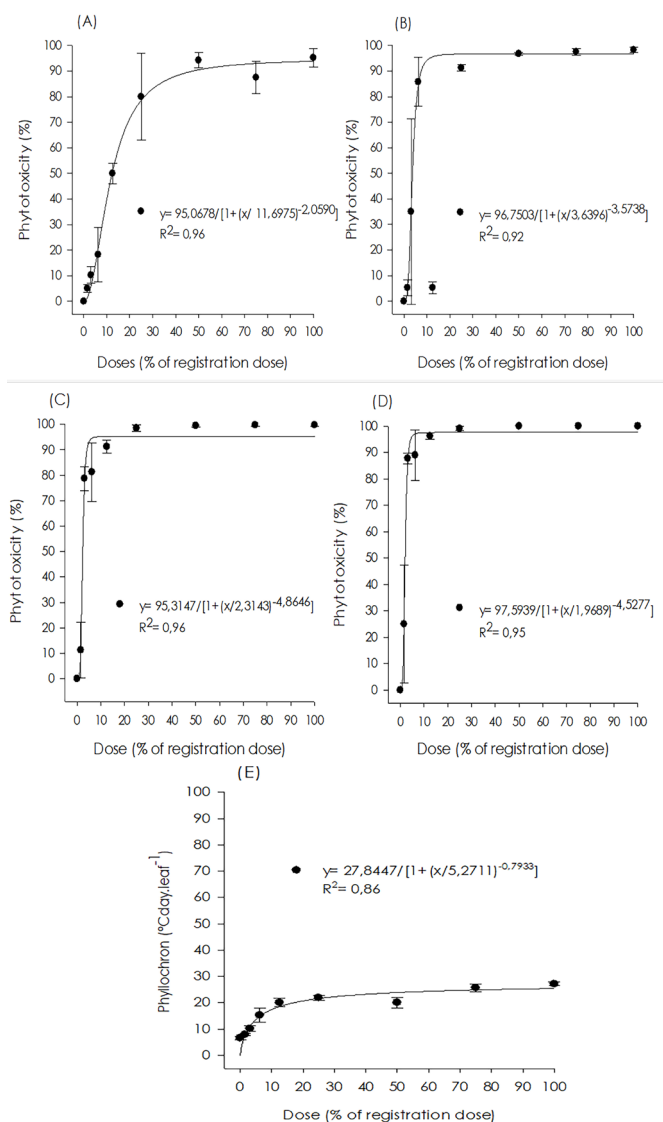 (A)
Phytotoxicity (%)
100
90
80
70
60
50
40
30
20
10
0
y= 95,0678/[1+(x/ 11,6975)^-2,0590]
R²= 0,96
0 10 20 30 40 50 60 70 80 90 100
Doses (% of registration dose)
(B)
Phytotoxicity (%)
100
90
80
70
60
50
40
30
20
10
0
y= 96,7503/[1+(x/3,6396)^-3,5738]
R²= 0,92
0 10 20 30 40 50 60 70 80 90 100
Doses (% of registration dose)
(C)
Phytotoxicity (%)
100
90
80
70
60
50
40
30
20
10
0
y= 95,3147/[1+(x/2,3143)^-4,8646]
R²= 0,96
0 10 20 30 40 50 60 70 80 90 100
Dose (% of registration dose)
(D)
Phytotoxicity (%)
100
90
80
70
60
50
40
30
20
10
0
y= 97,5939/[1+(x/1,9689)^-4,5277]
R²= 0,95
0 10 20 30 40 50 60 70 80 90 100
Dose (% of registration dose)
(E)
Phyllochron (°Cday.leaf⁻¹)
100
90
80
70
60
50
40
30
20
10
0
y= 27,8447/[1+(x/5,2711)^-0,7933]
R²= 0,86
0 10 20 30 40 50 60 70 80 90 100
Dose (% of registration dose)